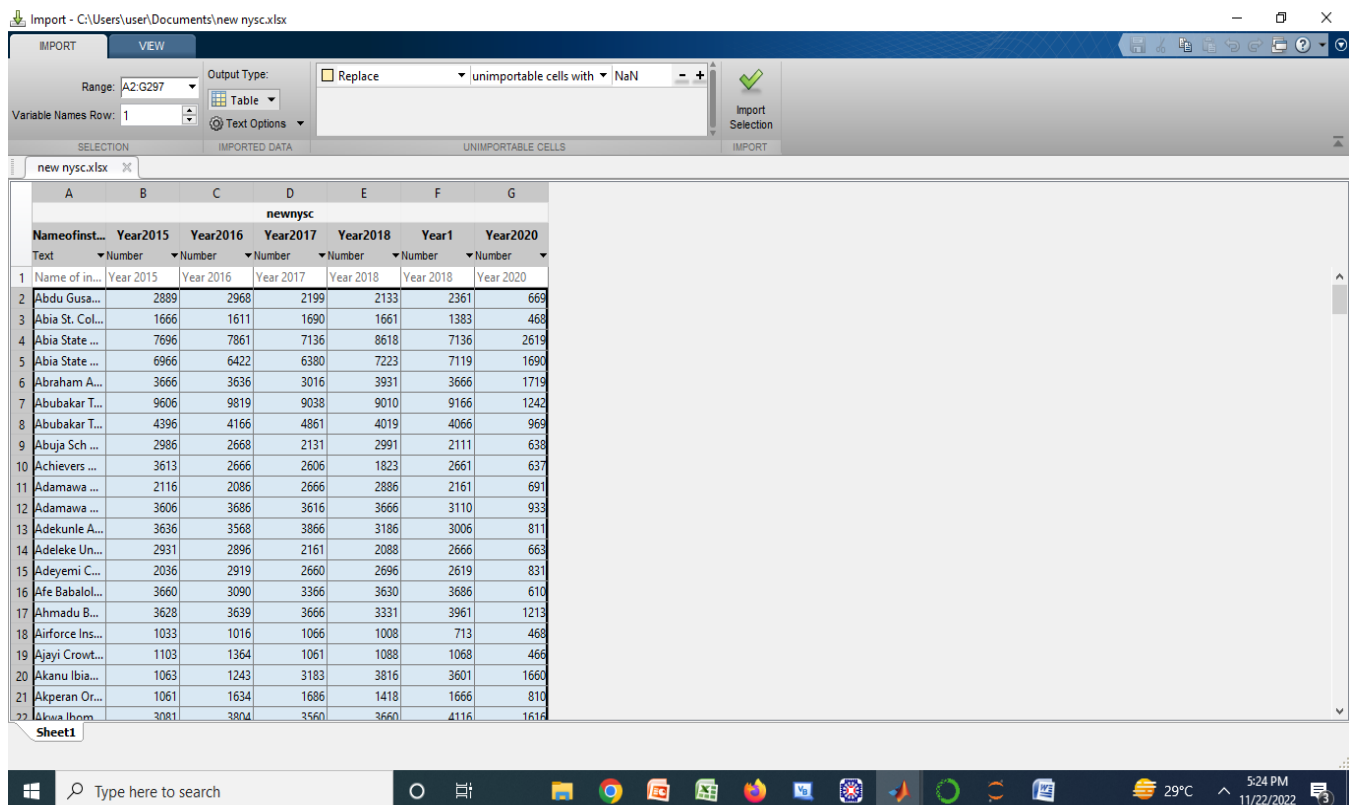 Import - C:\Users\user\Documents\new nysc.xlsx
IMPORT VIEW
Range: A2:G297
Variable Names Row: 1
SELECTION
Output Type:
Table
Text Options
IMPORTED DATA
Replace unimportable cells with NaN - +
UNIMPORTABLE CELLS
Import
Selection
IMPORT
new nysc.xlsx
A B C D E F G
newnysc
Nameofinst... Year2015 Year2016 Year2017 Year2018 Year1 Year2020
Text Number Number Number Number Number Number
1 Name of in... Year 2015 Year 2016 Year 2017 Year 2018 Year 2018 Year 2020
2 Abdu Gusa... 2889 2968 2199 2133 2361 669
3 Abia St. Col... 1666 1611 1690 1661 1383 468
4 Abia State ... 7696 7861 7136 8618 7136 2619
5 Abia State ... 6966 6422 6380 7223 7119 1690
6 Abraham A... 3666 3636 3016 3931 3666 1719
7 Abubakar T... 9606 9819 9038 9010 9166 1242
8 Abubakar T... 4396 4166 4861 4019 4066 969
9 Abuja Sch ... 2986 2668 2131 2991 2111 638
10 Achievers ... 3613 2666 2606 1823 2661 637
11 Adamawa ... 2116 2086 2666 2886 2161 691
12 Adamawa ... 3606 3686 3616 3666 3110 933
13 Adekunle A... 3636 3568 3866 3186 3006 811
14 Adeleke Un... 2931 2896 2161 2088 2666 663
15 Adeyemi C... 2036 2919 2660 2696 2619 831
16 Afe Babalol... 3660 3090 3366 3630 3686 610
17 Ahmadu B... 3628 3639 3666 3331 3961 1213
18 Airforce Ins... 1033 1016 1066 1008 713 468
19 Ajayi Crowt... 1103 1364 1061 1088 1068 466
20 Akanu Ibia... 1063 1243 3183 3816 3601 1660
21 Akperan Or... 1061 1634 1686 1418 1666 810
22 Akwa Ibom 3081 3804 3560 3660 4116 1616
Sheet1
Type here to search
29°C
5:24 PM
11/22/2022